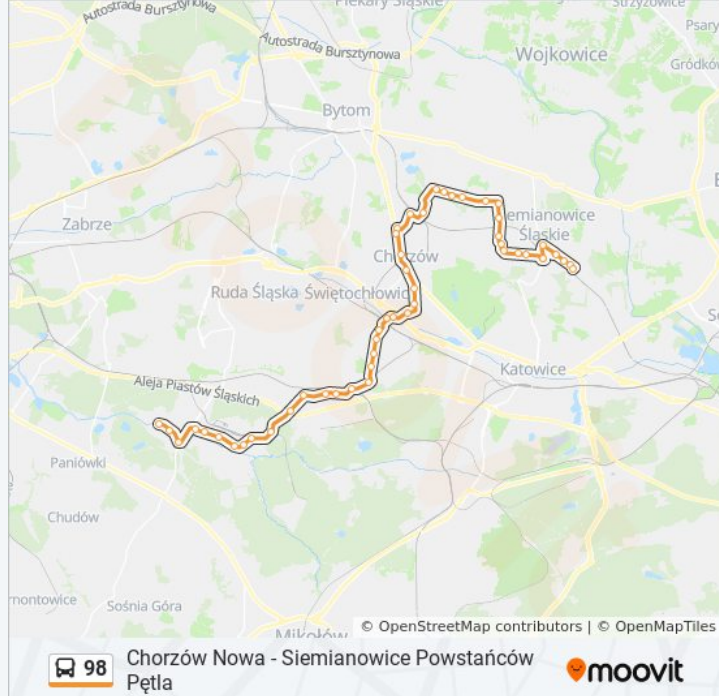 Piekary Śląskie
Strzyżowice
Autostrada Bursztynowa
Psary
Autostrada Bursztynowa
Wojkowice
Gródków
Bytom
Zabrze
Siemianowice
Śląskie
Chorzów
Ruda Śląska
Świętochłowice
Katowice
Aleja Piastów Śląskich
Paniówki
Chudów
Sośnia Góra
Mikołów
© OpenStreetMap contributors | © OpenMapTiles
98
Chorzów Nowa - Siemianowice Powstańców
Pętla
moovit